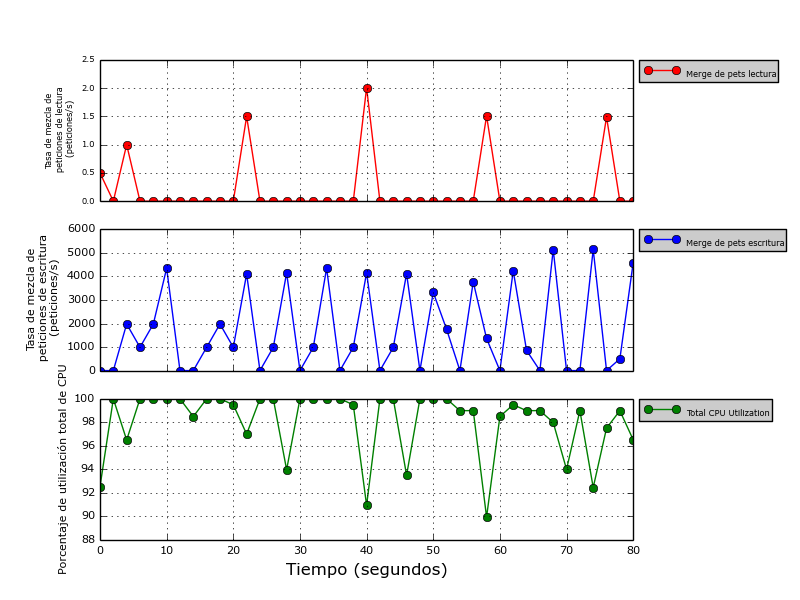 2.5
2.0
1.5
1.0
0.5
0.0
Tasa de mezcla de
peticiones de lectura
(peticiones/s)
Merge de pets lectura
6000
5000
4000
3000
2000
1000
0
Tasa de mezcla de
peticiones de escritura
(peticiones/s)
Merge de pets escritura
100
98
96
94
92
90
88
Porcentaje de utilización total de CPU
Total CPU Utilization
0 10 20 30 40 50 60 70 80
Tiempo (segundos)